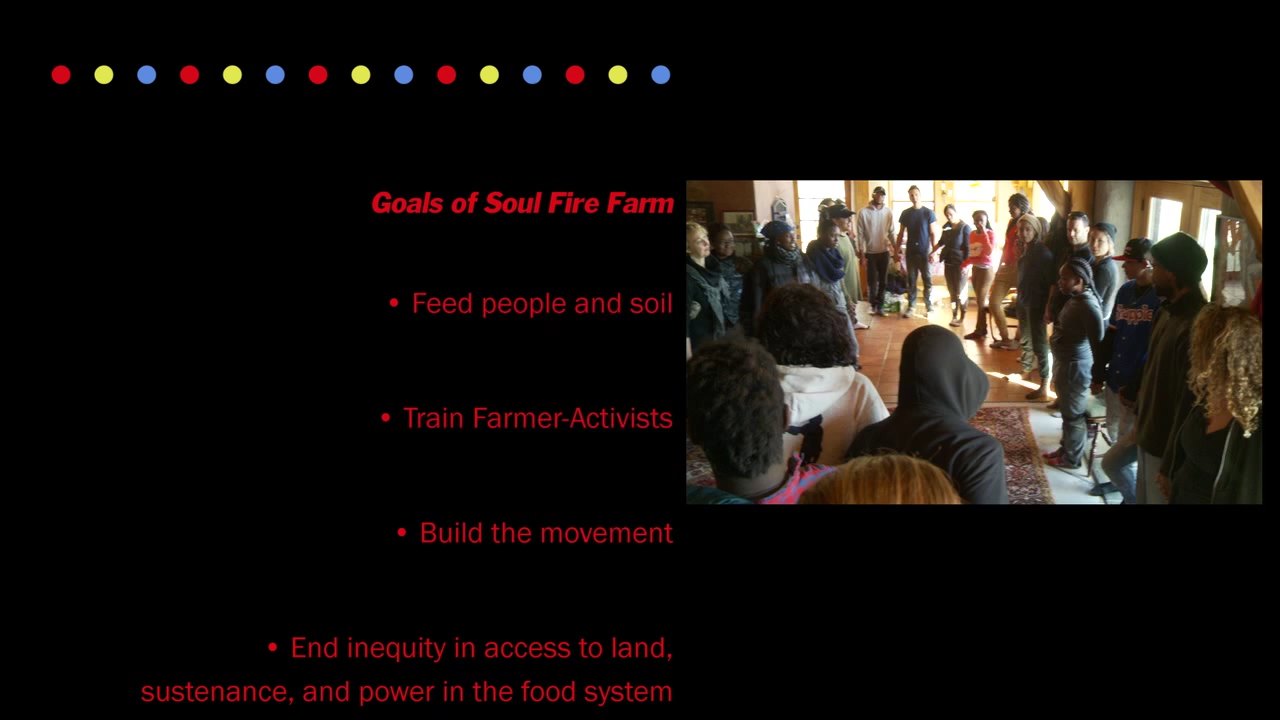 Goals of Soul Fire Farm
• Feed people and soil
• Train Farmer-Activists
• Build the movement
• End inequity in access to land,
sustenance, and power in the food system